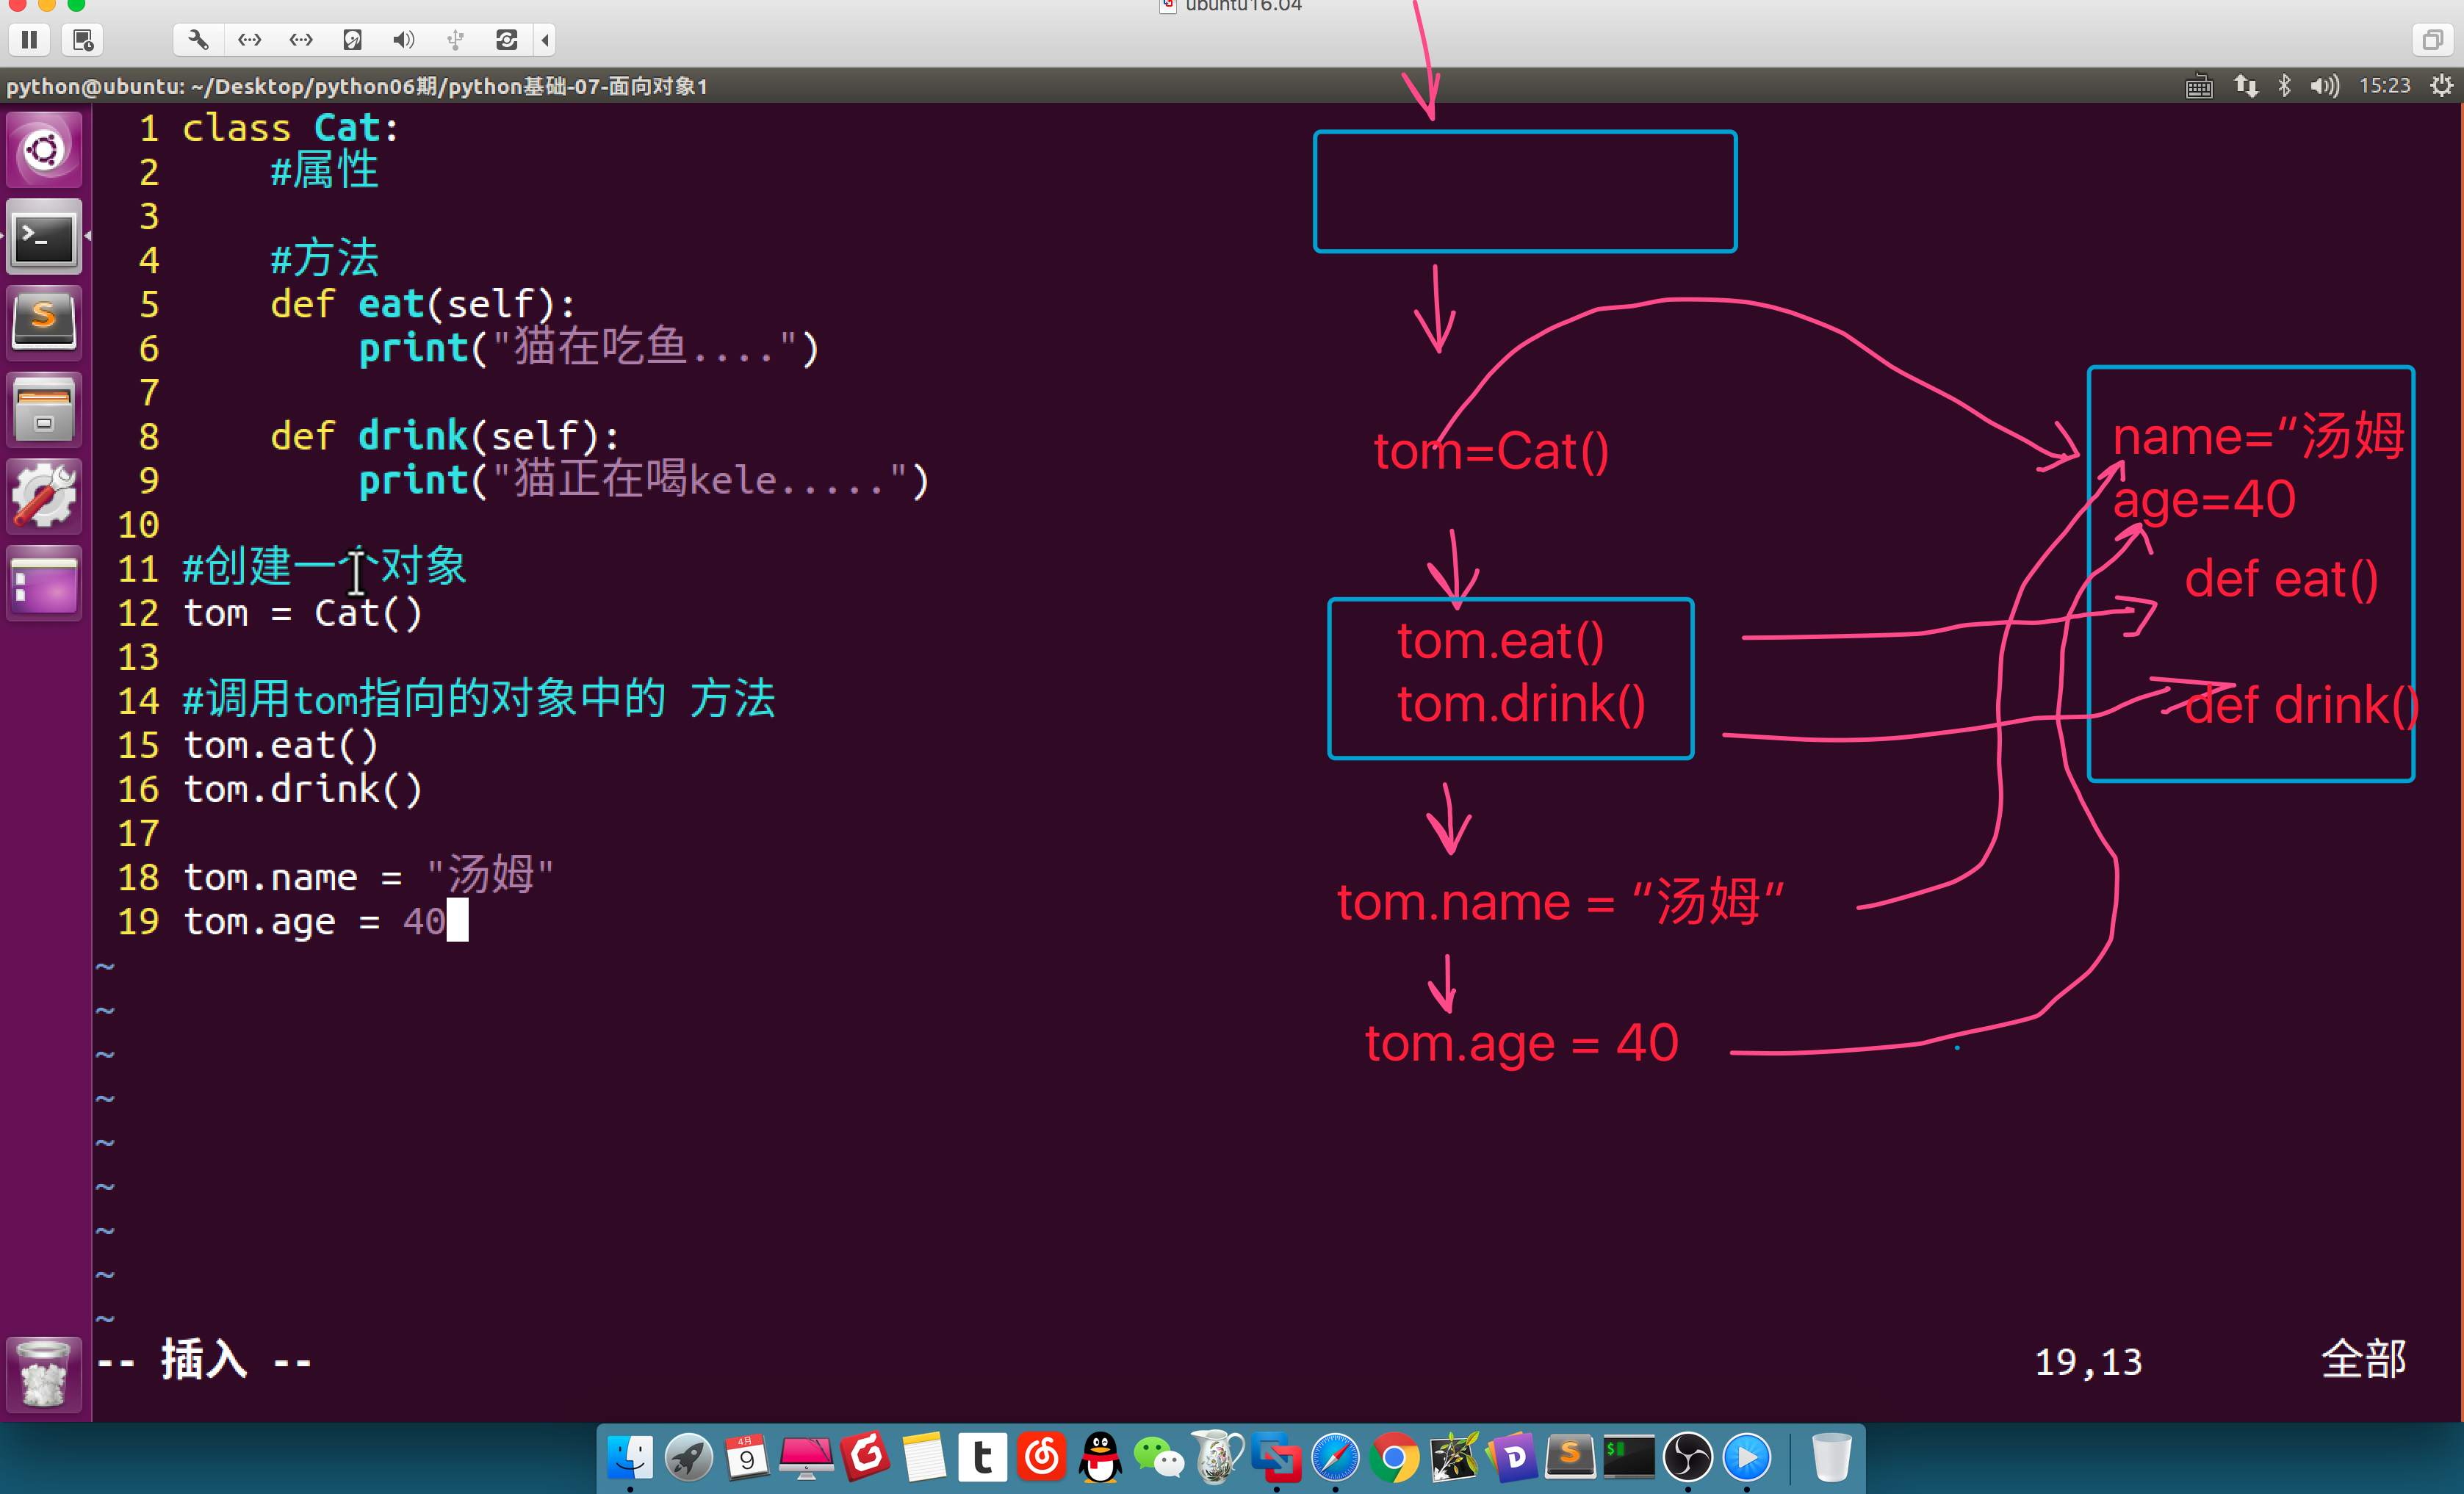 ubuntu16.04
python@ubuntu: ~/Desktop/python06期/python基础-07-面向对象1
15:23
1 class Cat:
2 #属性
3
4 #方法
5 def eat(self):
6 print("猫在吃鱼....")
7
8 def drink(self):
9 print("猫正在喝kele.....")
10
11 #创建一个对象
12 tom = Cat()
13
14 #调用tom指向的对象中的 方法
15 tom.eat()
16 tom.drink()
17
18 tom.name = "汤姆"
19 tom.age = 40
~
~
~
~
~
~
~
~
~
-- 插入 --
19,13
全部
tom=Cat()
tom.eat()
tom.drink()
tom.name = “汤姆”
tom.age = 40
name=“汤姆
age=40
def eat()
def drink()
4月
9